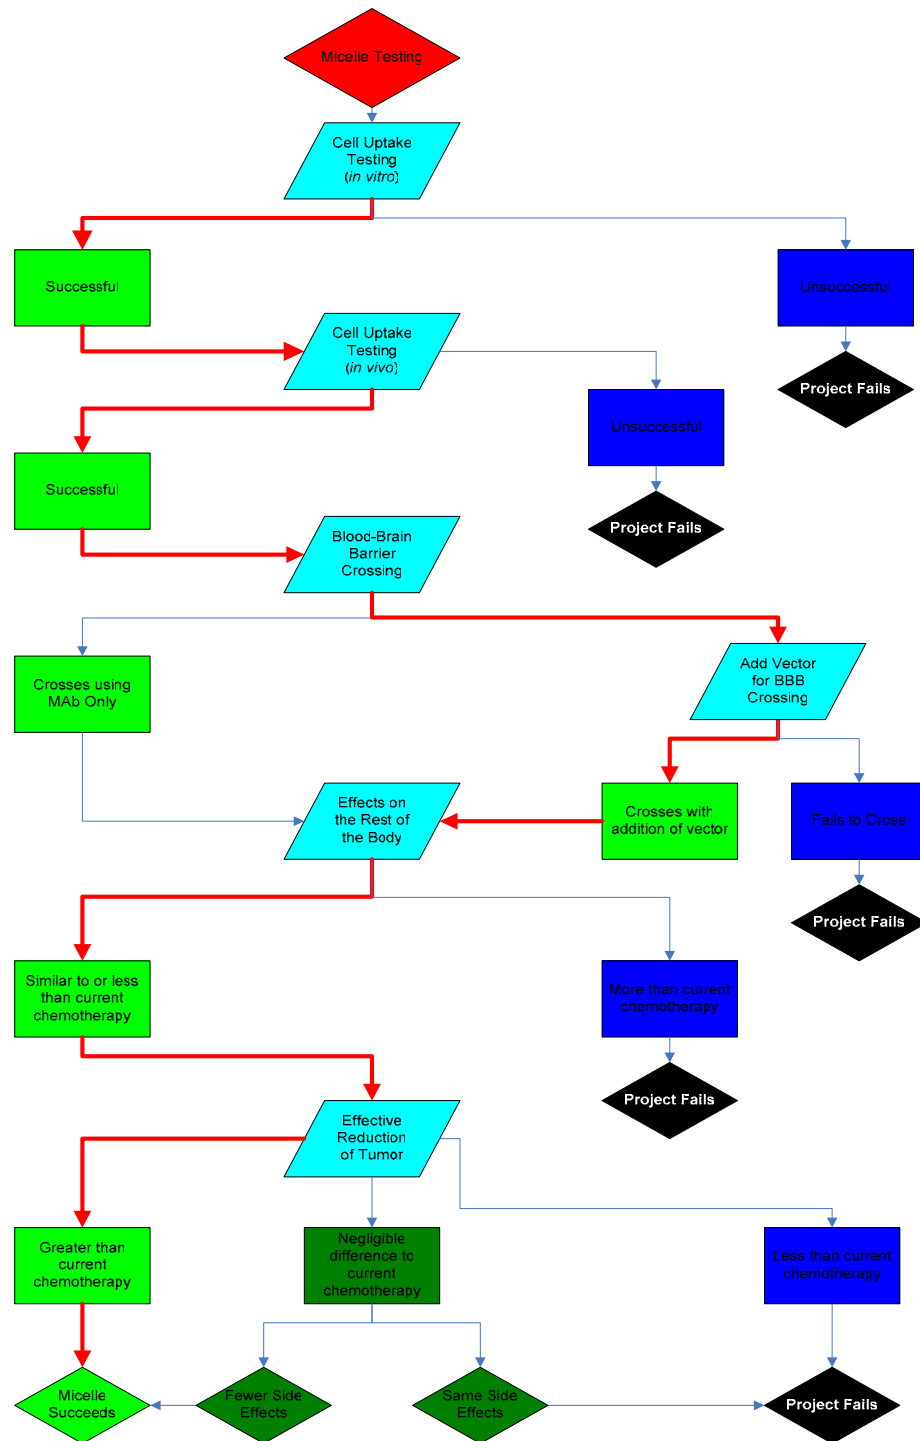 Micelle Testing
Cell Uptake
Testing
(in vitro)
Successful
Unsuccessful
Cell Uptake
Testing
(in vivo)
Project Fails
Unsuccessful
Successful
Project Fails
Blood-Brain
Barrier
Crossing
Crosses using
MAb Only
Add Vector
for BBB
Crossing
Effects on
the Rest of
the Body
Crosses with
addition of vector
Fails to Cross
Project Fails
Similar to or less
than current
chemotherapy
More than current
chemotherapy
Project Fails
Effective
Reduction
of Tumor
Greater than
current
chemotherapy
Negligible
difference to
current
chemotherapy
Less than current
chemotherapy
Micelle
Succeeds
Fewer Side
Effects
Same Side
Effects
Project Fails